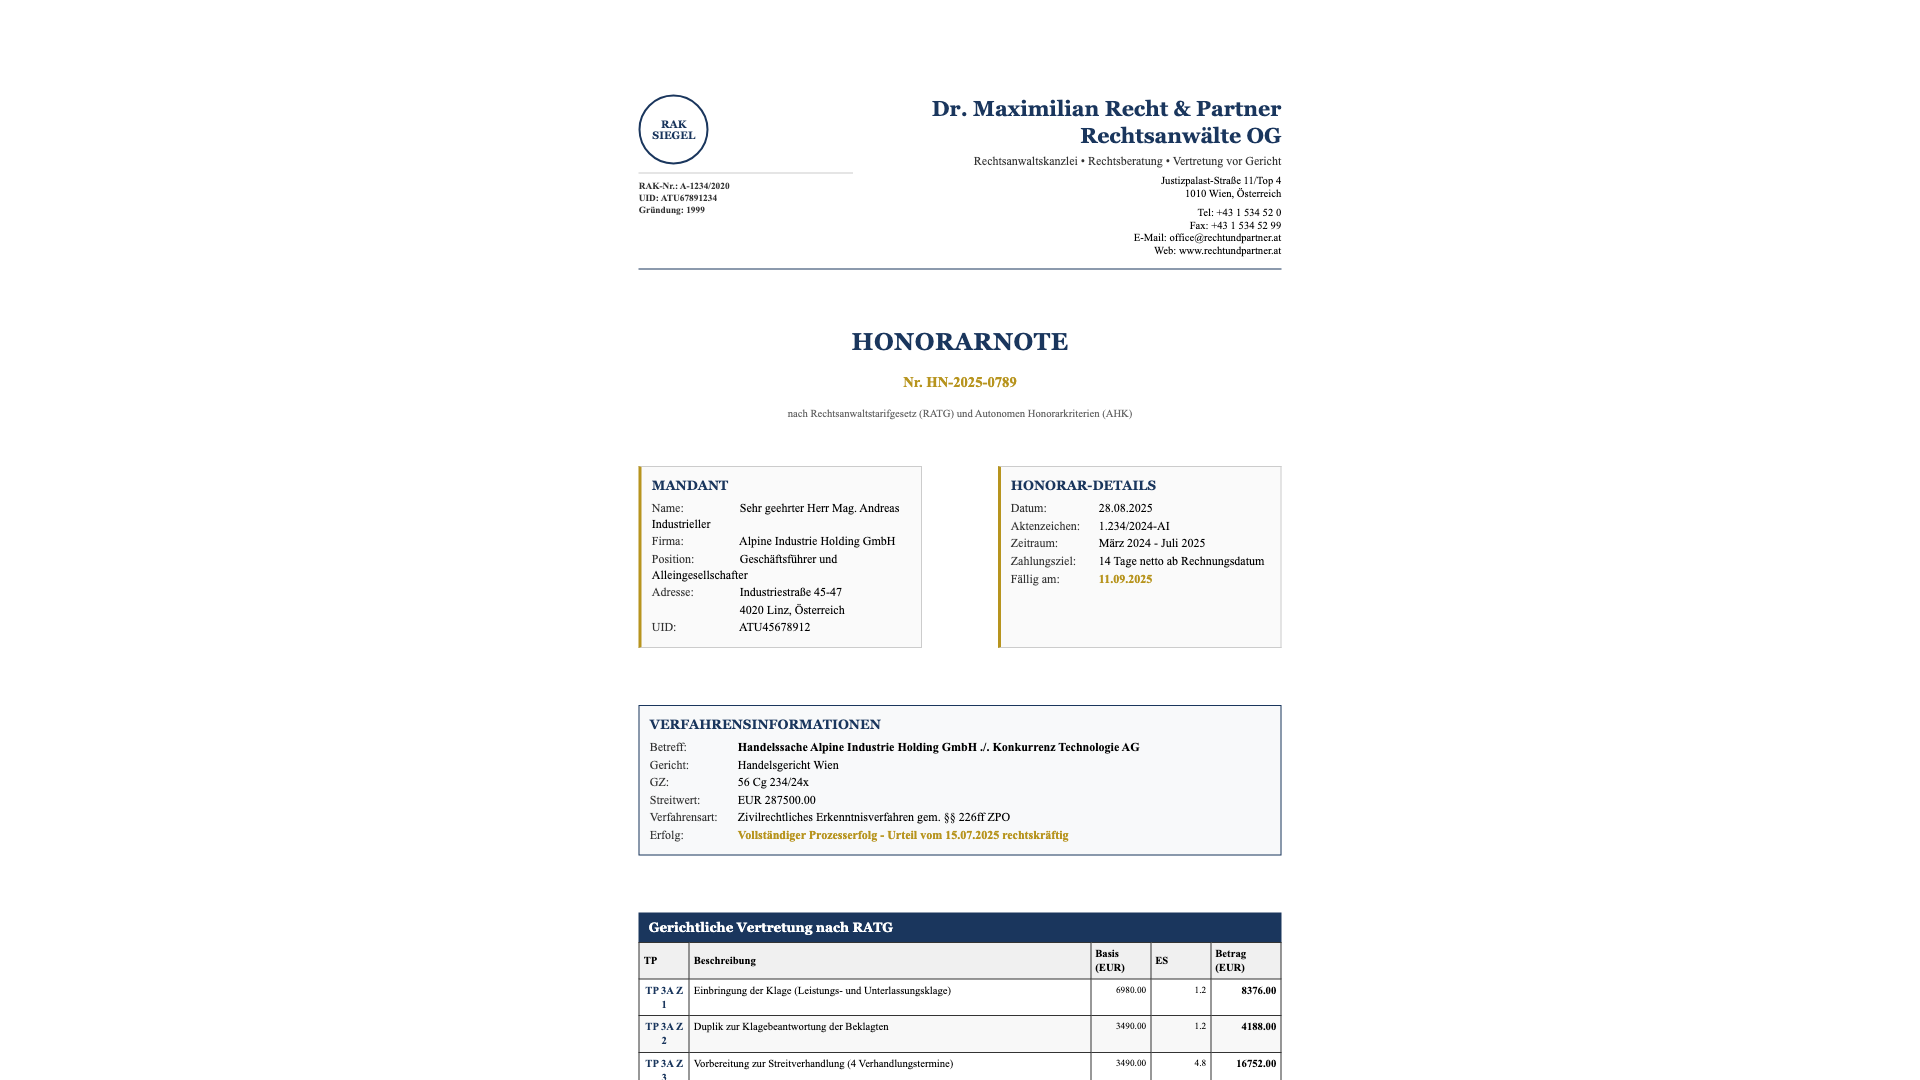 RAK
SIEGEL
RAK-Nr.: A-1234/2020
UID: ATU67891234
Gründung: 1999
Dr. Maximilian Recht & Partner
Rechtsanwälte OG
Rechtsanwaltskanzlei • Rechtsberatung • Vertretung vor Gericht
Justizpalast-Straße 11/Top 4
1010 Wien, Österreich
Tel: +43 1 534 52 0
Fax: +43 1 534 52 99
E-Mail: office@rechtundpartner.at
Web: www.rechtundpartner.at
HONORARNOTE
Nr. HN-2025-0789
nach Rechtsanwaltstarifgesetz (RATG) und Autonomen Honorarkriterien (AHK)
MANDANT
Name: Sehr geehrter Herr Mag. Andreas
Industrieller
Firma: Alpine Industrie Holding GmbH
Position: Geschäftsführer und
Alleingesellschafter
Adresse: Industriestraße 45-47
4020 Linz, Österreich
UID: ATU45678912
HONORAR-DETAILS
Datum: 28.08.2025
Aktenzeichen: 1.234/2024-AI
Zeitraum: März 2024 - Juli 2025
Zahlungsziel: 14 Tage netto ab Rechnungsdatum
Fällig am: 11.09.2025
VERFAHRENSINFORMATIONEN
Betreff: Handelssache Alpine Industrie Holding GmbH ./. Konkurrenz Technologie AG
Gericht: Handelsgericht Wien
GZ: 56 Cg 234/24x
Streitwert: EUR 287500.00
Verfahrensart: Zivilrechtliches Erkenntnisverfahren gem. §§ 226ff ZPO
Erfolg: Vollständiger Prozesserfolg - Urteil vom 15.07.2025 rechtskräftig
Gerichtliche Vertretung nach RATG
TP Beschreibung Basis (EUR) ES Betrag (EUR)
TP 3A Z 1 Einbringung der Klage (Leistungs- und Unterlassungsklage) 6980.00 1.2 8376.00
TP 3A Z 2 Duplik zur Klagebeantwortung der Beklagten 3490.00 1.2 4188.00
TP 3A Z 3 Vorbereitung zur Streitverhandlung (4 Verhandlungstermine) 3490.00 4.8 16752.00